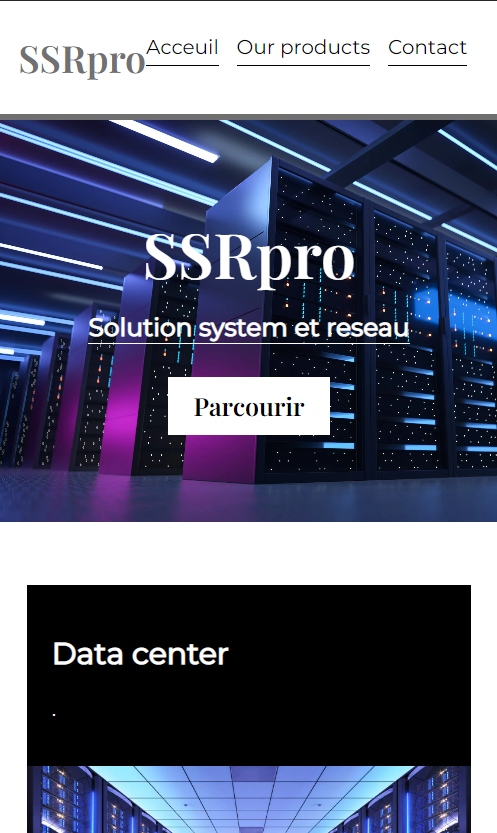 SSRpro Acceuil Our products Contact
SSRpro
Solution system et reseau
Parcourir
Data center
.